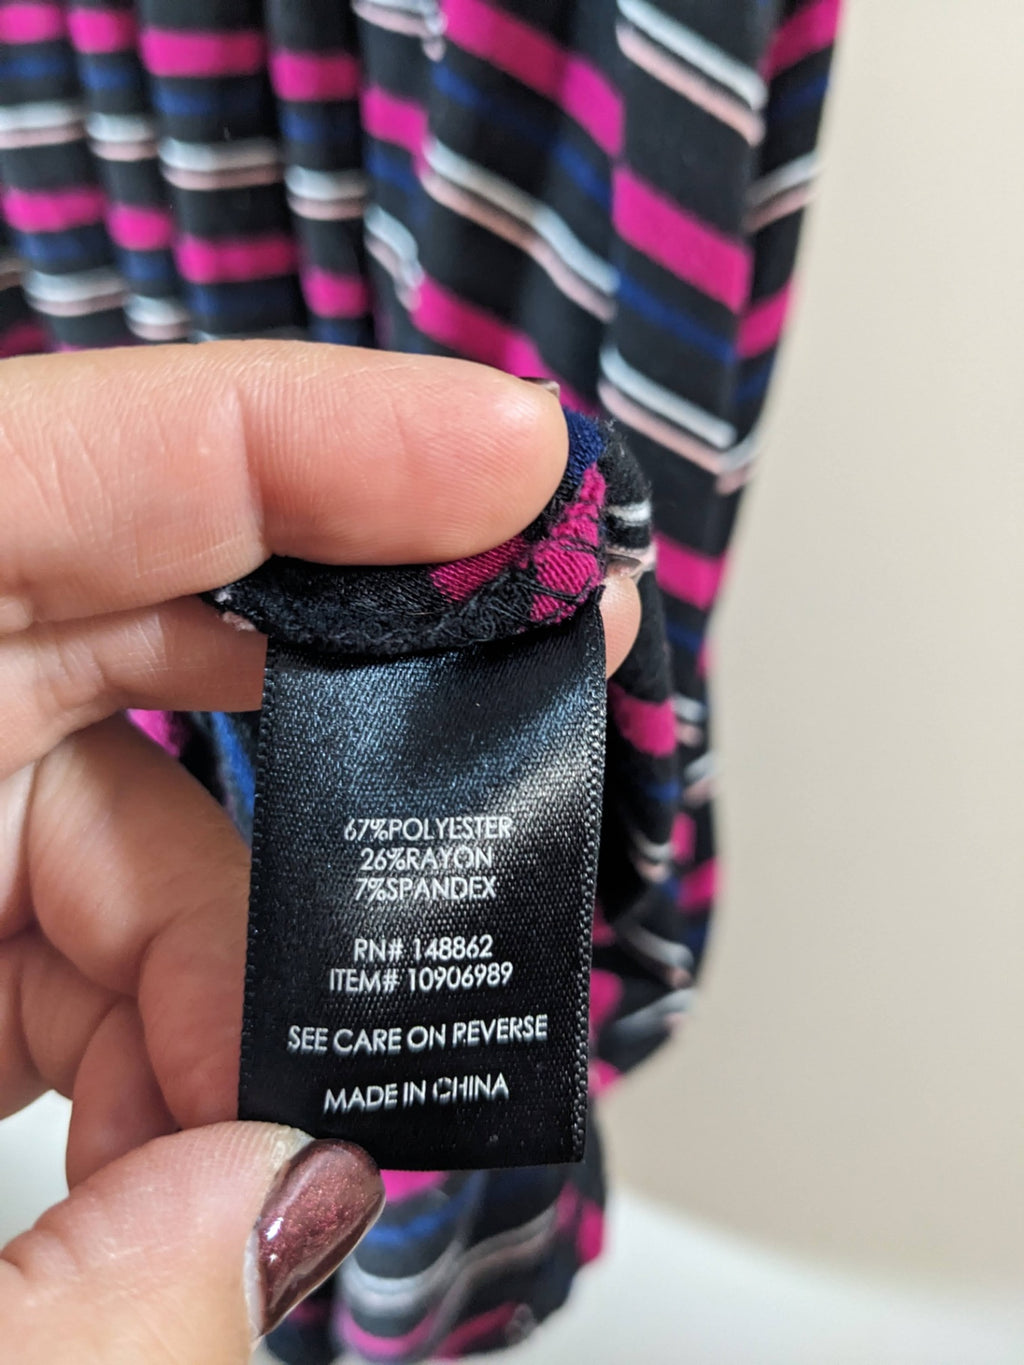 67%POLYESTER
26%RAYON
7%SPANDEX
RN# 148862
ITEM# 10906989
SEE CARE ON REVERSE
MADE IN CHINA